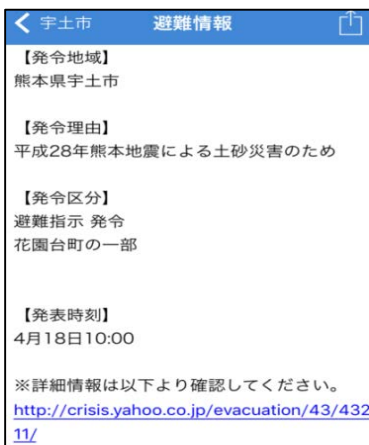 宇土市 避難情報
【発令地域】
熊本県宇土市
【発令理由】
平成28年熊本地震による土砂災害のため
【発令区分】
避難指示 発令
花園台町の一部
【発表時刻】
4月18日10:00
※詳細情報は以下より確認してください。
http://crisis.yahoo.co.jp/evacuation/43/432
11/